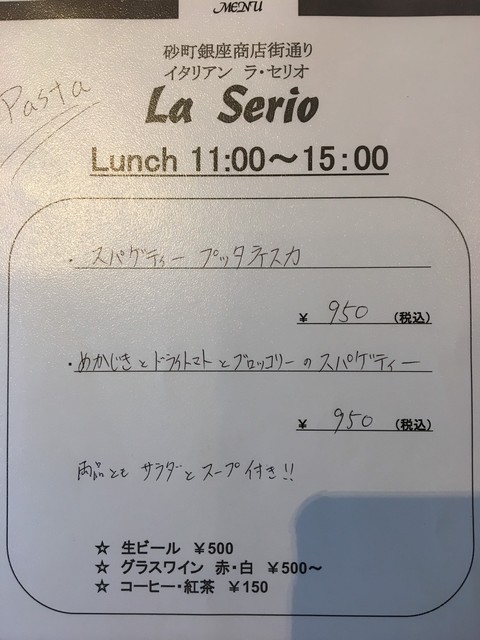 MENU
砂町銀座商店街通り
イタリアン ラ・セリオ
Pasta
La Serio
Lunch 11:00～15:00
・スパゲティー プッタネスカ
¥ 950 (税込)
・めかじきとドライトマトとブロッコリーのスパゲティー
¥ 950 (税込)
両品とも サラダとスープ付き!!
☆ 生ビール ¥500
☆ グラスワイン 赤・白 ¥500～
☆ コーヒー・紅茶 ¥150